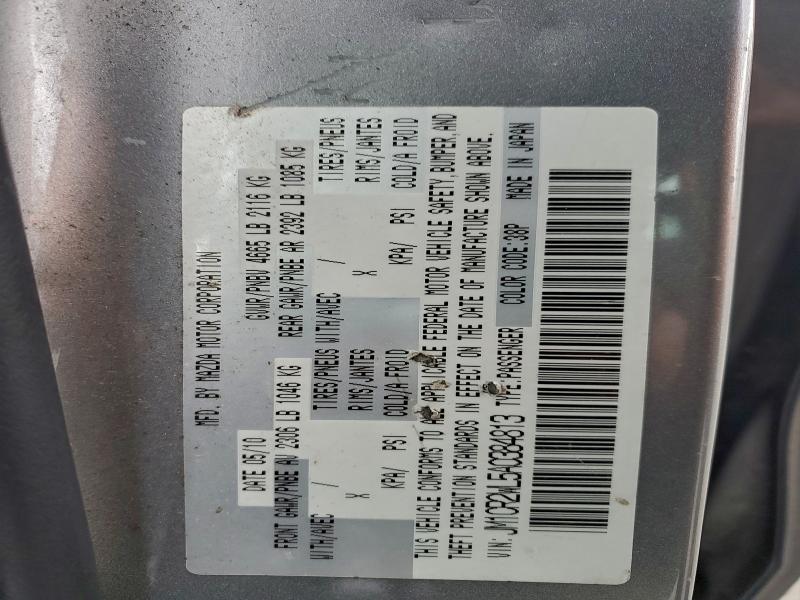 MFD. BY MAZDA MOTOR CORPORATION
DATE 05/10 GVWR/PNBV 4665 LB 2116 KG
FRONT GAWR/PNBE AV 2306 LB 1046 KG REAR GAWR/PNBE AR 2392 LB 1085 KG
WITH/AVEC / TIRES/PNEUS WITH/AVEC / TIRES/PNEUS
X RIMS/JANTES X RIMS/JANTES
KPA/ PSI COLD/A FROID KPA/ PSI COLD/A FROID
THIS VEHICLE CONFORMS TO ALL APPLICABLE FEDERAL MOTOR VEHICLE SAFETY, BUMPER, AND
THEFT PREVENTION STANDARDS IN EFFECT ON THE DATE OF MANUFACTURE SHOWN ABOVE.
VIN: JM1CR2WL5A0384813 TYPE:PASSENGER COLOR CODE:38P MADE IN JAPAN